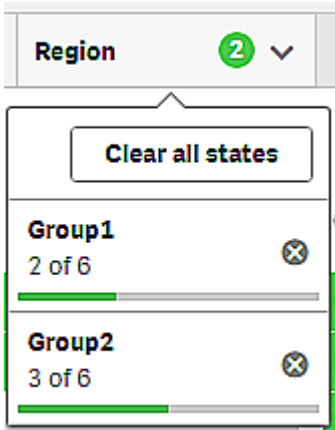 Region 2
Clear all states
Group1
2 of 6
Group2
3 of 6